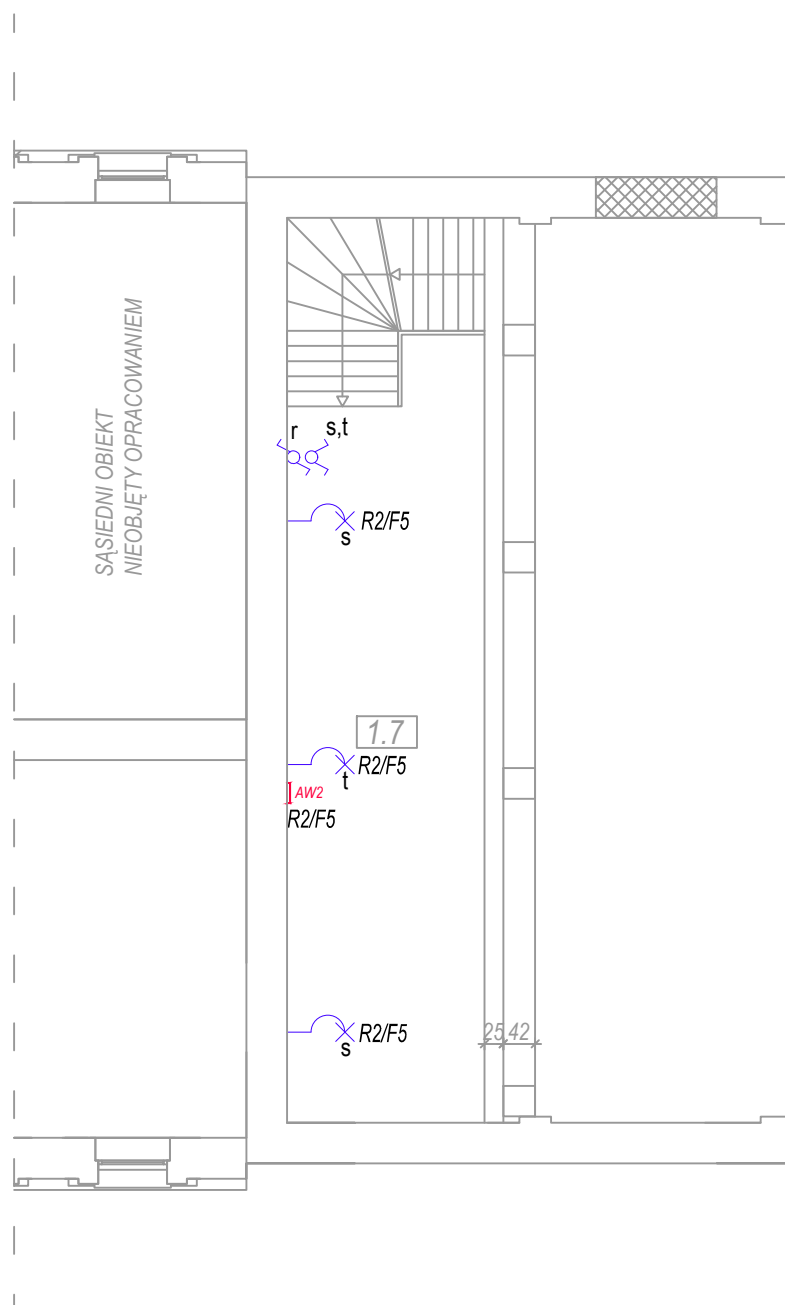 SĄSIEDNI OBIEKT
NIEOBJĘTY OPRACOWANIEM
r s,t
R2/F5
s
1.7
R2/F5
t
AW2
R2/F5
R2/F5
s
25 42